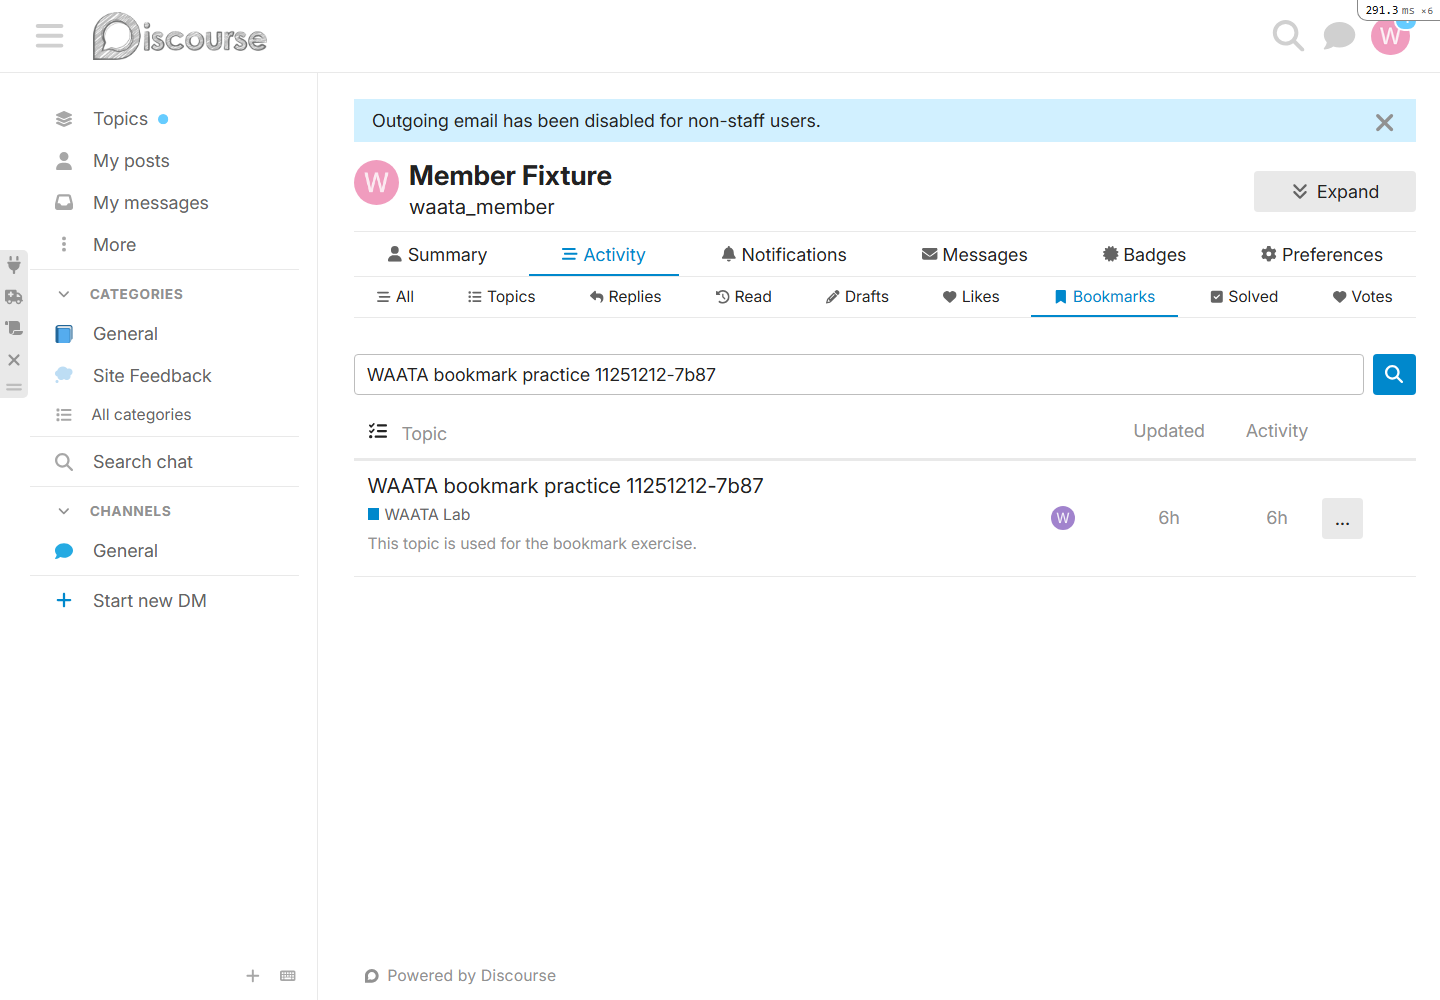 291.3 ms ×6
Discourse
W
Topics
My posts
My messages
More
CATEGORIES
General
Site Feedback
All categories
Search chat
CHANNELS
General
Start new DM
Outgoing email has been disabled for non-staff users.
W
Member Fixture
waata_member
Expand
Summary Activity Notifications Messages Badges Preferences
All Topics Replies Read Drafts Likes Bookmarks Solved Votes
WAATA bookmark practice 11251212-7b87
Topic Updated Activity
WAATA bookmark practice 11251212-7b87
WAATA Lab
This topic is used for the bookmark exercise.
W 6h 6h ...
Powered by Discourse